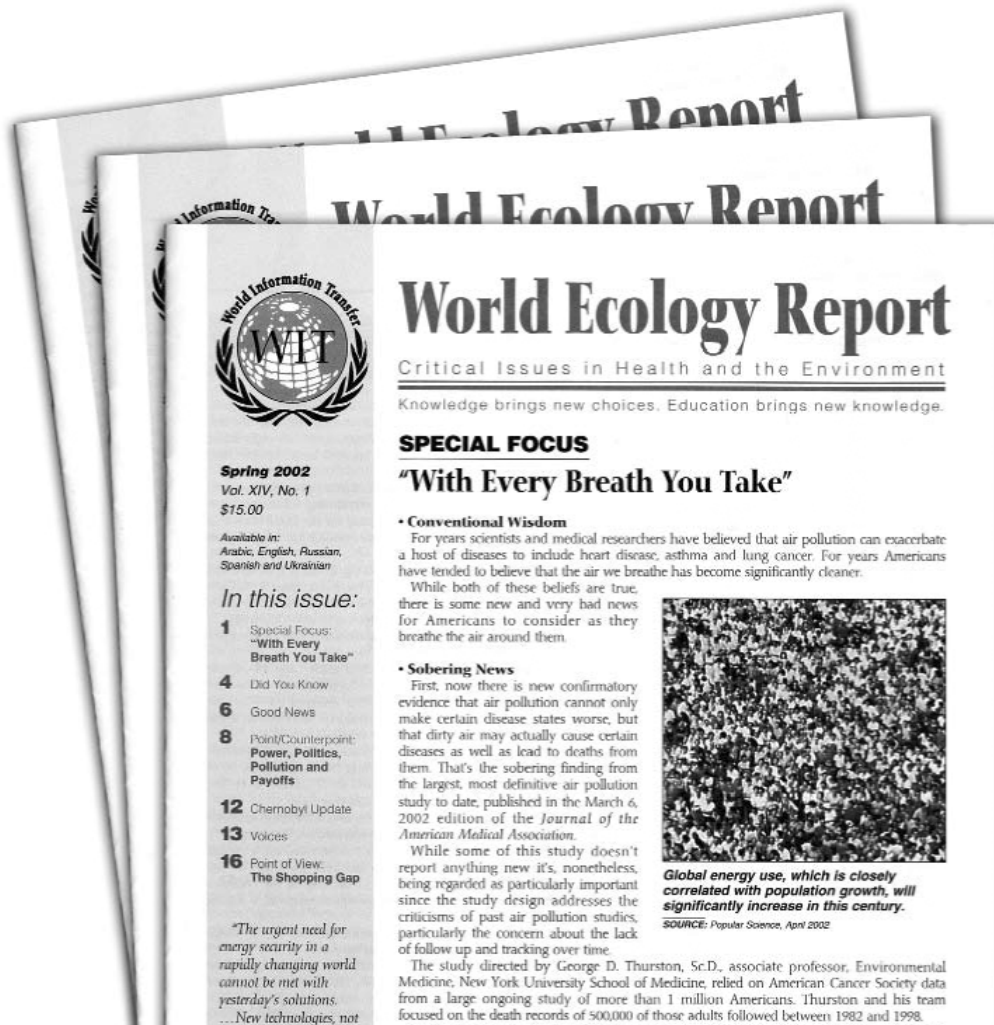 World Ecology Report
World Ecology Report
Information
World Information Transfer
WIT
World Ecology Report
Critical Issues in Health and the Environment
Knowledge brings new choices. Education brings new knowledge.
Spring 2002
Vol. XIV, No. 1
$15.00
Available in:
Arabic, English, Russian,
Spanish and Ukrainian
In this issue:
1 Special Focus:
"With Every
Breath You Take"
4 Did You Know
6 Good News
8 Point/Counterpoint:
Power, Politics,
Pollution and
Payoffs
12 Chernobyl Update
13 Voices
16 Point of View:
The Shopping Gap
"The urgent need for
energy security in a
rapidly changing world
cannot be met with
yesterday's solutions.
…New technologies, not
SPECIAL FOCUS
"With Every Breath You Take"
• Conventional Wisdom
For years scientists and medical researchers have believed that air pollution can exacerbate
a host of diseases to include heart disease, asthma and lung cancer. For years Americans
have tended to believe that the air we breathe has become significantly cleaner.
While both of these beliefs are true,
there is some new and very bad news
for Americans to consider as they
breathe the air around them.
• Sobering News
First, now there is new confirmatory
evidence that air pollution cannot only
make certain disease states worse, but
that dirty air may actually cause certain
diseases as well as lead to deaths from
them. That's the sobering finding from
the largest, most definitive air pollution
study to date, published in the March 6,
2002 edition of the Journal of the
American Medical Association.
While some of this study doesn't
report anything new it's, nonetheless,
being regarded as particularly important
since the study design addresses the
criticisms of past air pollution studies,
particularly the concern about the lack
of follow up and tracking over time.
Global energy use, which is closely
correlated with population growth, will
significantly increase in this century.
SOURCE: Popular Science, April 2002
The study directed by George D. Thurston, Sc.D., associate professor, Environmental
Medicine, New York University School of Medicine, relied on American Cancer Society data
from a large ongoing study of more than 1 million Americans. Thurston and his team
focused on the death records of 500,000 of those adults followed between 1982 and 1998.